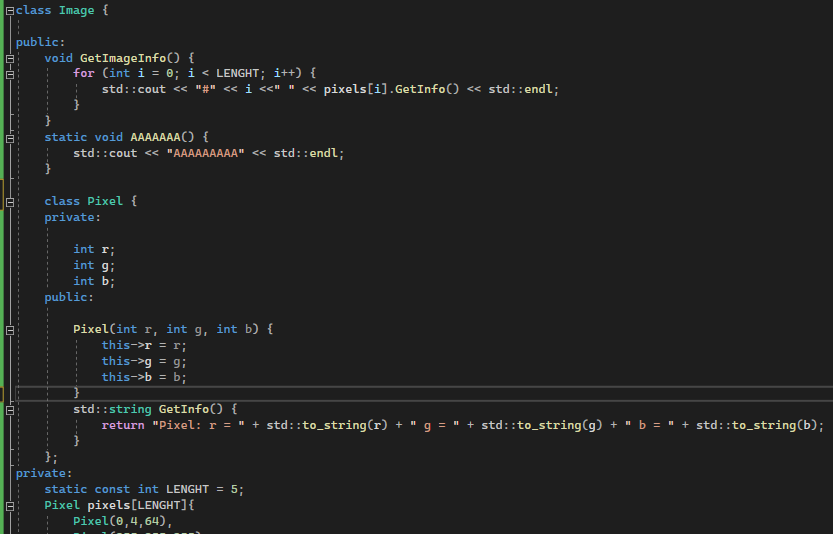 class Image {
public:
void GetImageInfo() {
for (int i = 0; i < LENGHT; i++) {
std::cout << "#" << i <<" " << pixels[i].GetInfo() << std::endl;
}
}
static void AAAAAAA() {
std::cout << "AAAAAAAAA" << std::endl;
}
class Pixel {
private:
int r;
int g;
int b;
public:
Pixel(int r, int g, int b) {
this->r = r;
this->g = g;
this->b = b;
}
std::string GetInfo() {
return "Pixel: r = " + std::to_string(r) + " g = " + std::to_string(g) + " b = " + std::to_string(b);
}
};
private:
static const int LENGHT = 5;
Pixel pixels[LENGHT]{
Pixel(0,4,64),